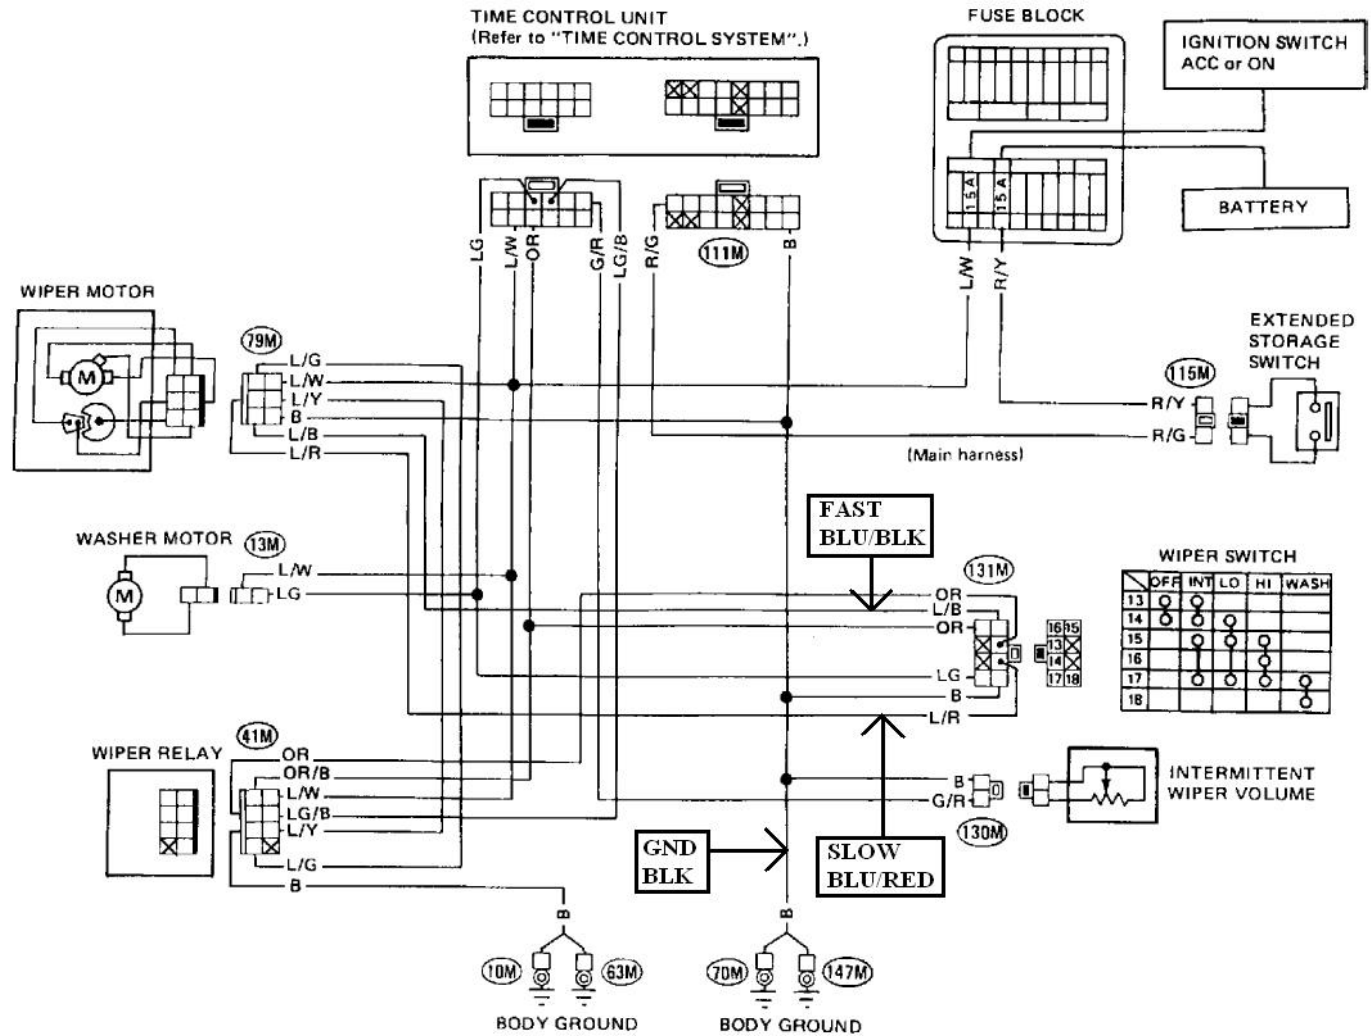 TIME CONTROL UNIT
(Refer to "TIME CONTROL SYSTEM".)
FUSE BLOCK
IGNITION SWITCH
ACC or ON
15A
15A
BATTERY
LG
L/W
OR
G/R
LG/B
R/G
111M
B
L/W
R/Y
WIPER MOTOR
M
79M
L/G
L/W
L/Y
B
L/B
L/R
EXTENDED
STORAGE
SWITCH
115M
R/Y
R/G
(Main harness)
FAST
BLU/BLK
WASHER MOTOR
M
13M
L/W
LG
131M
OR
L/B
OR
LG
B
L/R
16 15
13
14
17 18
WIPER SWITCH
OFF INT LO HI WASH
13
14
15
16
17
18
WIPER RELAY
41M
OR
OR/B
L/W
LG/B
L/Y
L/G
B
B
G/R
130M
INTERMITTENT
WIPER VOLUME
GND
BLK
SLOW
BLU/RED
B
B
10M
63M
70M
147M
BODY GROUND
BODY GROUND